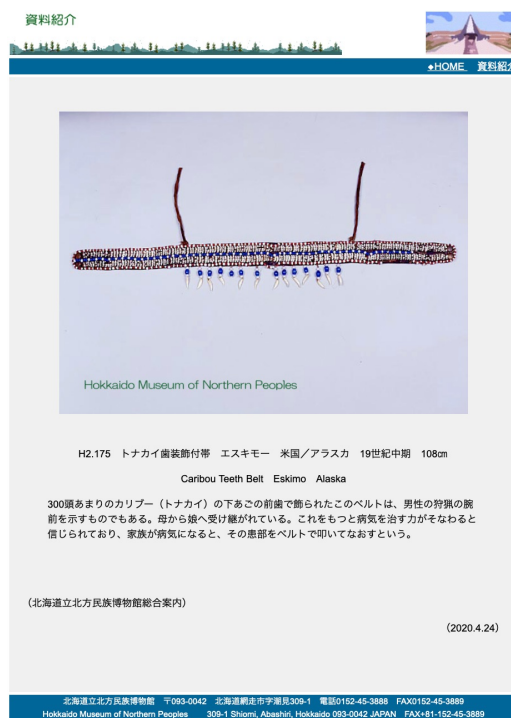 資料紹介
◆HOME 資料紹介
Hokkaido Museum of Northern Peoples
H2.175 トナカイ歯装飾付帯 エスキモー 米国／アラスカ 19世紀中期 108㎝
Caribou Teeth Belt Eskimo Alaska
300頭あまりのカリブー（トナカイ）の下あごの前歯で飾られたこのベルトは、男性の狩猟の腕
前を示すものでもある。母から娘へ受け継がれている。これをもつと病気を治す力がそなわると
信じられており、家族が病気になると、その患部をベルトで叩いてなおすという。
（北海道立北方民族博物館総合案内）
（2020.4.24）
北海道立北方民族博物館 〒093-0042 北海道網走市字潮見309-1 電話0152-45-3888 FAX0152-45-3889
Hokkaido Museum of Northern Peoples 309-1 Shiomi, Abashiri, Hokkaido 093-0042 JAPAN FAX+81-152-45-3889